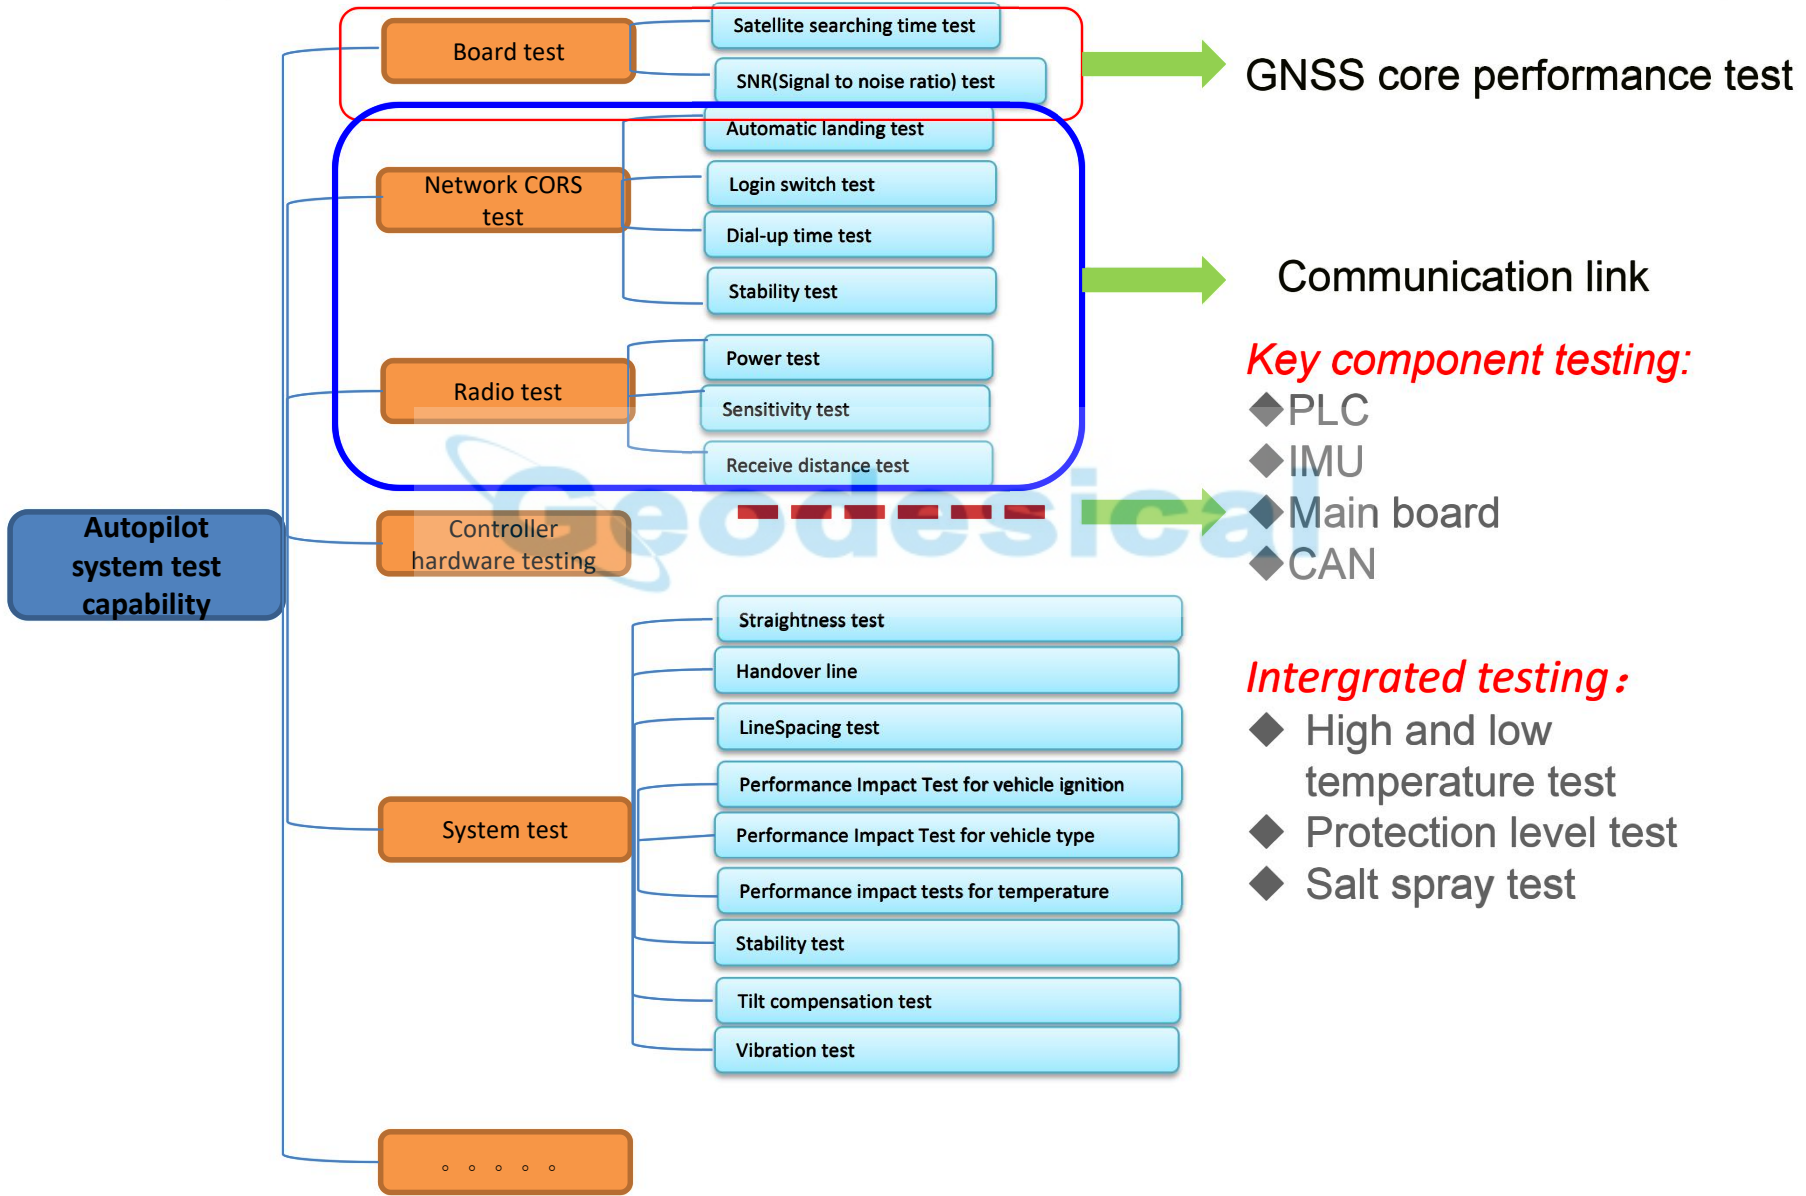 Board test
Satellite searching time test
SNR(Signal to noise ratio) test
GNSS core performance test
Network CORS
test
Automatic landing test
Login switch test
Dial-up time test
Stability test
Communication link
Radio test
Power test
Sensitivity test
Receive distance test
Key component testing:
◆PLC
◆IMU
◆Main board
◆CAN
Geodesical
Autopilot
system test
capability
Controller
hardware testing
System test
Straightness test
Handover line
LineSpacing test
Performance Impact Test for vehicle ignition
Performance Impact Test for vehicle type
Performance impact tests for temperature
Stability test
Tilt compensation test
Vibration test
Intergrated testing：
◆ High and low
temperature test
◆ Protection level test
◆ Salt spray test
。。。。。